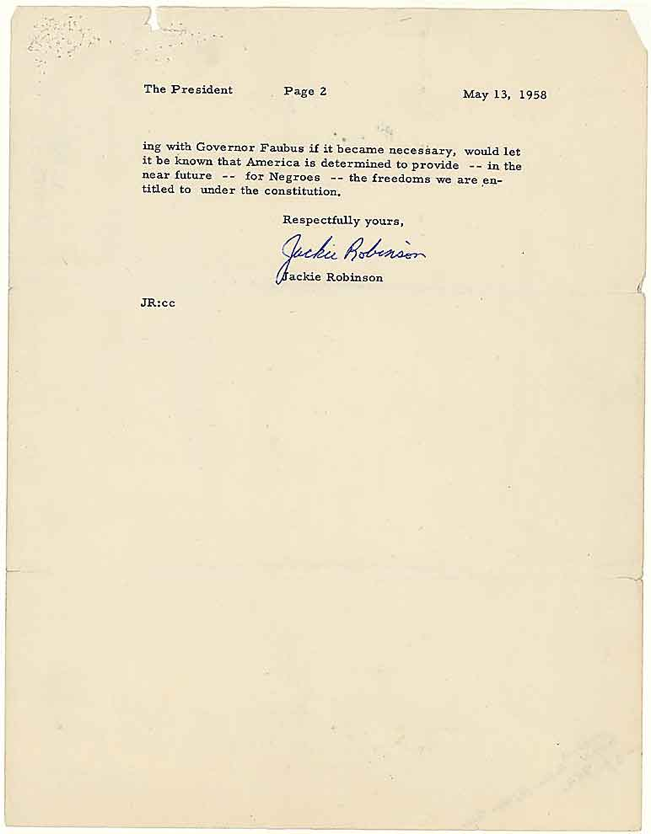 The President Page 2 May 13, 1958
ing with Governor Faubus if it became necessary, would let
it be known that America is determined to provide -- in the
near future -- for Negroes -- the freedoms we are en-
titled to under the constitution.
Respectfully yours,
Jackie Robinson
Jackie Robinson
JR:cc